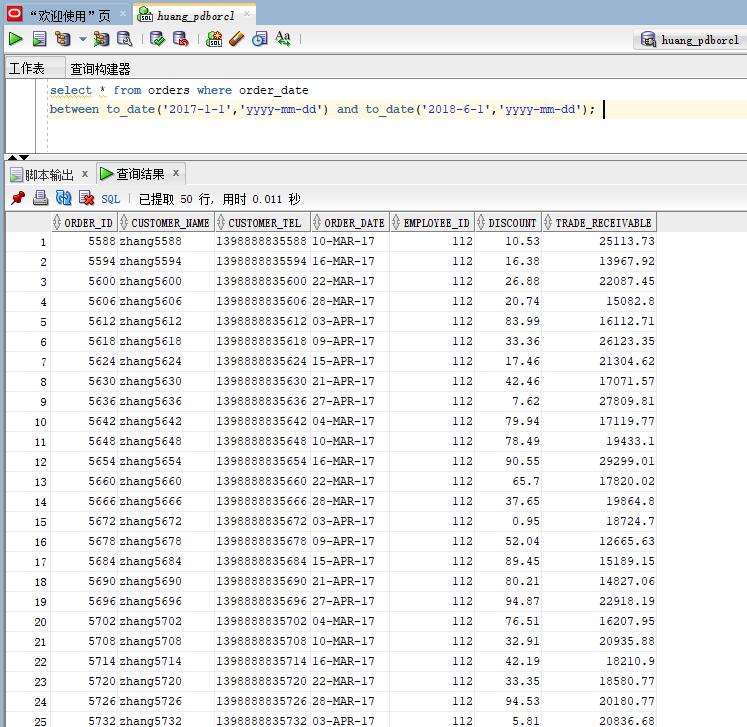 “欢迎使用”页 × huang_pdborcl ×
huang_pdborcl
工作表 查询构建器
select * from orders where order_date
between to_date('2017-1-1','yyyy-mm-dd') and to_date('2018-6-1','yyyy-mm-dd');
脚本输出 × 查询结果 ×
SQL | 已提取 50 行, 用时 0.011 秒
ORDER_ID CUSTOMER_NAME CUSTOMER_TEL ORDER_DATE EMPLOYEE_ID DISCOUNT TRADE_RECEIVABLE
1 5588 zhang5588 1398888835588 10-MAR-17 112 10.53 25113.73
2 5594 zhang5594 1398888835594 16-MAR-17 112 16.38 13967.92
3 5600 zhang5600 1398888835600 22-MAR-17 112 26.88 22087.45
4 5606 zhang5606 1398888835606 28-MAR-17 112 20.74 15082.8
5 5612 zhang5612 1398888835612 03-APR-17 112 83.99 16112.71
6 5618 zhang5618 1398888835618 09-APR-17 112 33.36 26123.35
7 5624 zhang5624 1398888835624 15-APR-17 112 17.46 21304.62
8 5630 zhang5630 1398888835630 21-APR-17 112 42.46 17071.57
9 5636 zhang5636 1398888835636 27-APR-17 112 7.62 27809.81
10 5642 zhang5642 1398888835642 04-MAR-17 112 79.94 17119.77
11 5648 zhang5648 1398888835648 10-MAR-17 112 78.49 19433.1
12 5654 zhang5654 1398888835654 16-MAR-17 112 90.55 29299.01
13 5660 zhang5660 1398888835660 22-MAR-17 112 65.7 17820.02
14 5666 zhang5666 1398888835666 28-MAR-17 112 37.65 19864.8
15 5672 zhang5672 1398888835672 03-APR-17 112 0.95 18724.7
16 5678 zhang5678 1398888835678 09-APR-17 112 52.04 12665.63
17 5684 zhang5684 1398888835684 15-APR-17 112 89.45 15189.15
18 5690 zhang5690 1398888835690 21-APR-17 112 80.21 14827.06
19 5696 zhang5696 1398888835696 27-APR-17 112 94.87 22918.19
20 5702 zhang5702 1398888835702 04-MAR-17 112 76.51 16207.95
21 5708 zhang5708 1398888835708 10-MAR-17 112 32.91 20935.88
22 5714 zhang5714 1398888835714 16-MAR-17 112 42.19 18210.9
23 5720 zhang5720 1398888835720 22-MAR-17 112 33.35 18580.77
24 5726 zhang5726 1398888835726 28-MAR-17 112 94.53 20180.77
25 5732 zhang5732 1398888835732 03-APR-17 112 5.81 20836.68